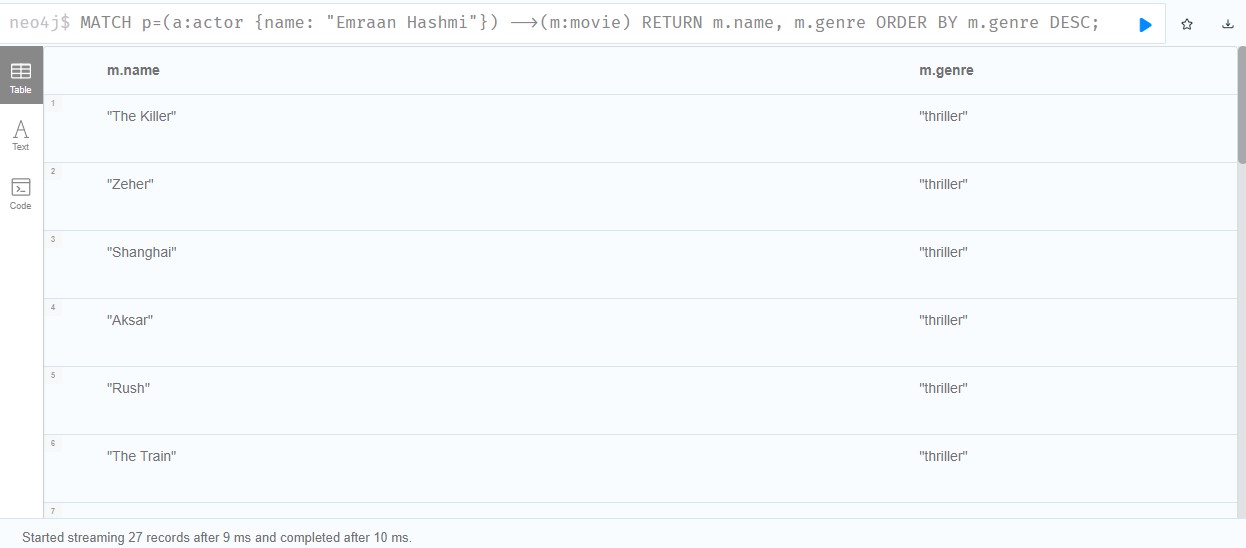 neo4j$ MATCH p=(a:actor {name: "Emraan Hashmi"}) -->(m:movie) RETURN m.name, m.genre ORDER BY m.genre DESC;
m.name m.genre
Table
1
"The Killer" "thriller"
Text
2
"Zeher" "thriller"
Code
3
"Shanghai" "thriller"
4
"Aksar" "thriller"
5
"Rush" "thriller"
6
"The Train" "thriller"
7
Started streaming 27 records after 9 ms and completed after 10 ms.